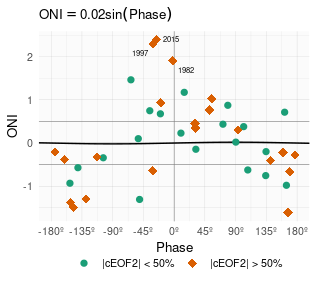 ONI = 0.02sin(Phase)
ONI
2
1
0
-1
2015
1997
1982
-180° -135° -90° -45° 0° 45° 90° 135° 180°
Phase
|cEOF2| < 50% |cEOF2| > 50%